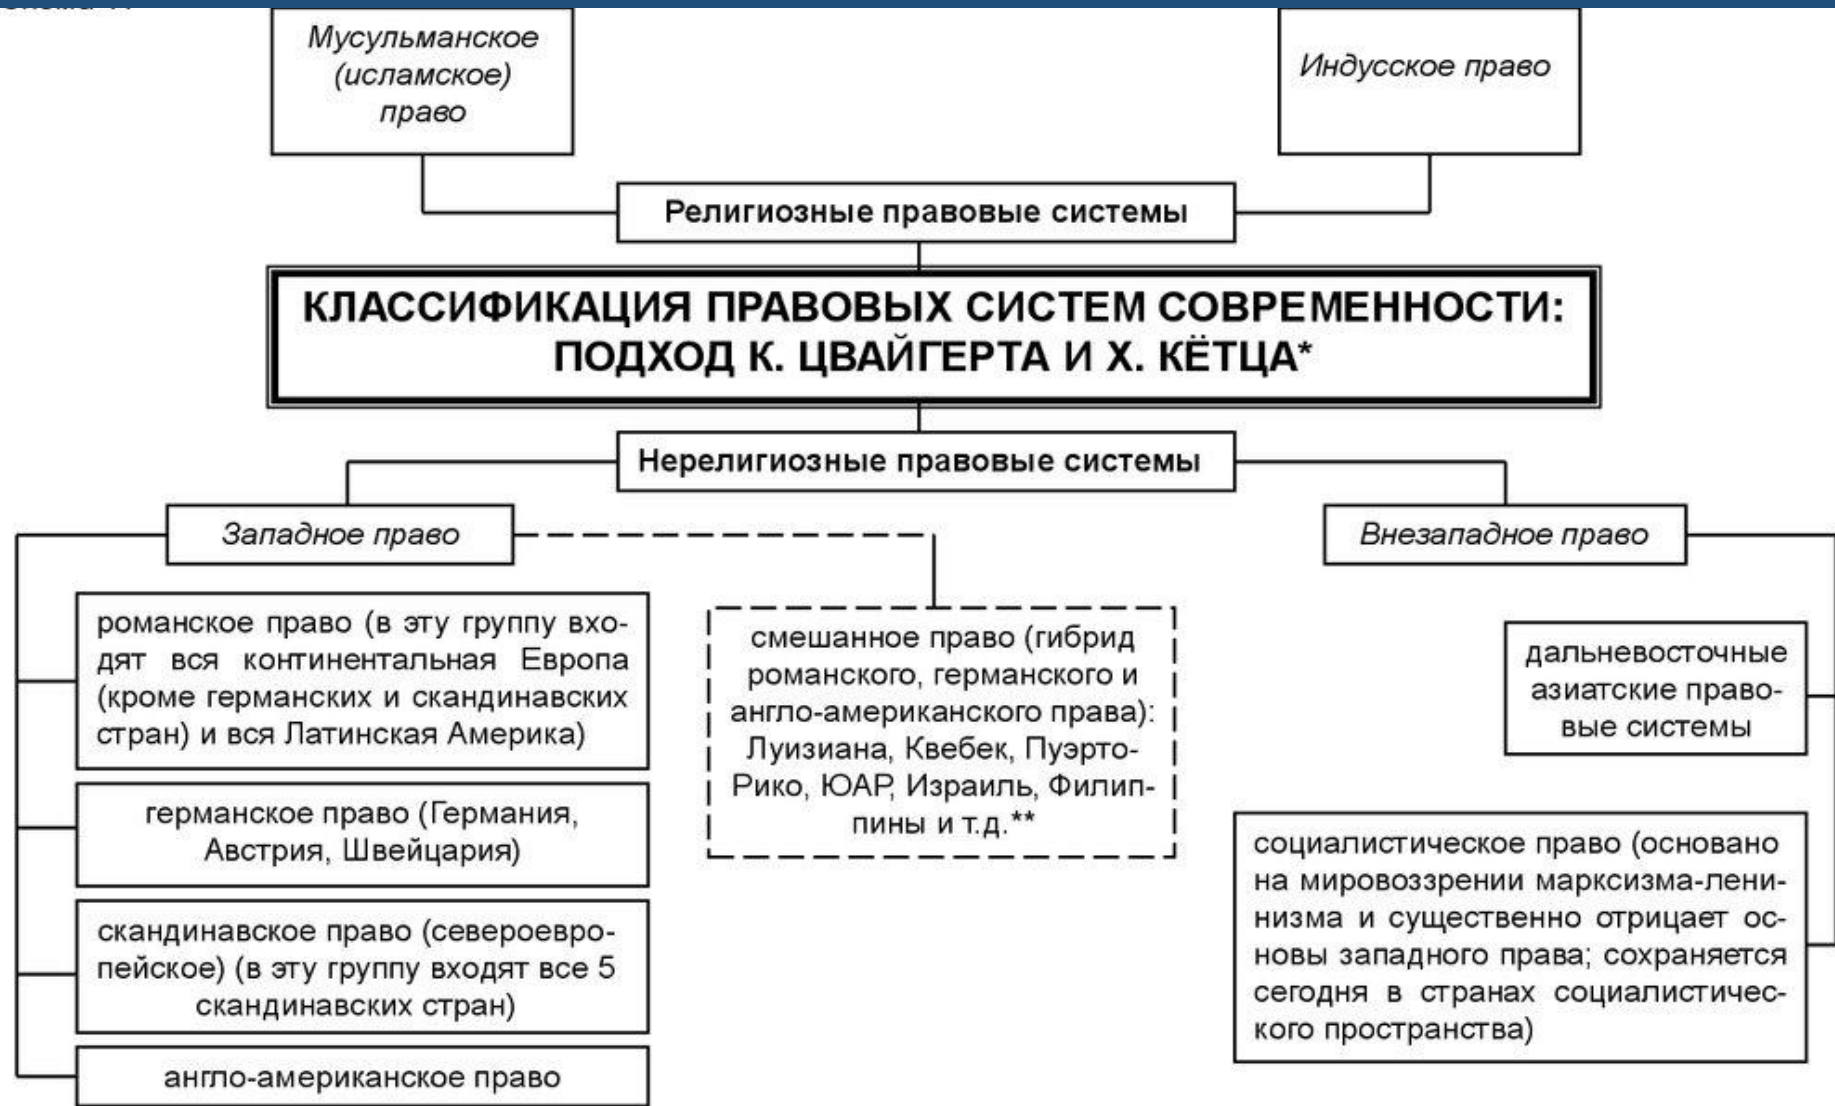 Мусульманское
(исламское)
право
Индусское право
Религиозные правовые системы
КЛАССИФИКАЦИЯ ПРАВОВЫХ СИСТЕМ СОВРЕМЕННОСТИ:
ПОДХОД К. ЦВАЙГЕРТА И Х. КЁТЦА*
Нерелигиозные правовые системы
Западное право
Внезападное право
романское право (в эту группу вхо-
дят вся континентальная Европа
(кроме германских и скандинавских
стран) и вся Латинская Америка)
германское право (Германия,
Австрия, Швейцария)
скандинавское право (североевро-
пейское) (в эту группу входят все 5
скандинавских стран)
англо-американское право
смешанное право (гибрид
романского, германского и
англо-американского права):
Луизиана, Квебек, Пуэрто-
Рико, ЮАР, Израиль, Филип-
пины и т.д.**
дальневосточные
азиатские право-
вые системы
социалистическое право (основано
на мировоззрении марксизма-лени-
низма и существенно отрицает ос-
новы западного права; сохраняется
сегодня в странах социалистичес-
кого пространства)